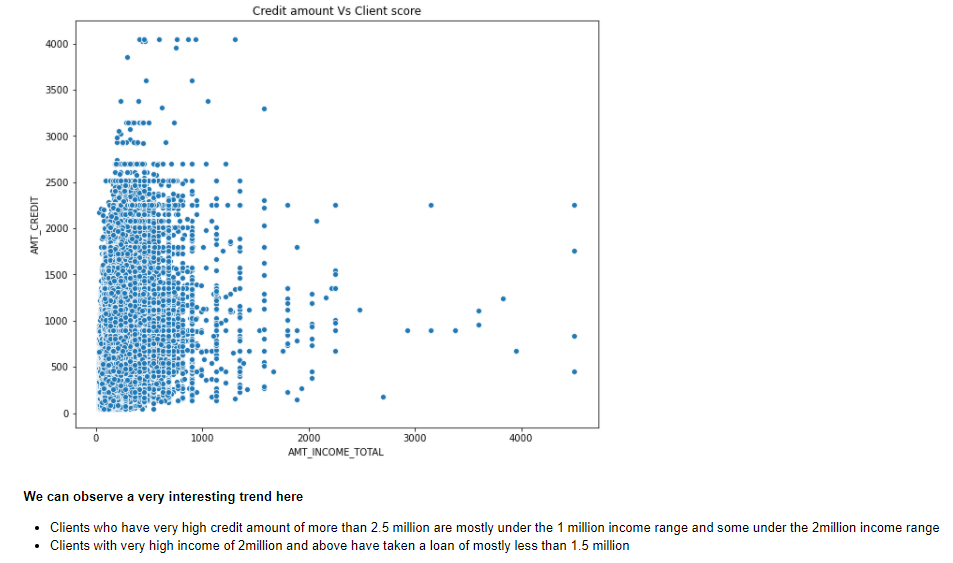 Credit amount Vs Client score
4000
3500
3000
2500
2000
1500
1000
500
0
AMT_CREDIT
0 1000 2000 3000 4000
AMT_INCOME_TOTAL
We can observe a very interesting trend here
• Clients who have very high credit amount of more than 2.5 million are mostly under the 1 million income range and some under the 2million income range
• Clients with very high income of 2million and above have taken a loan of mostly less than 1.5 million